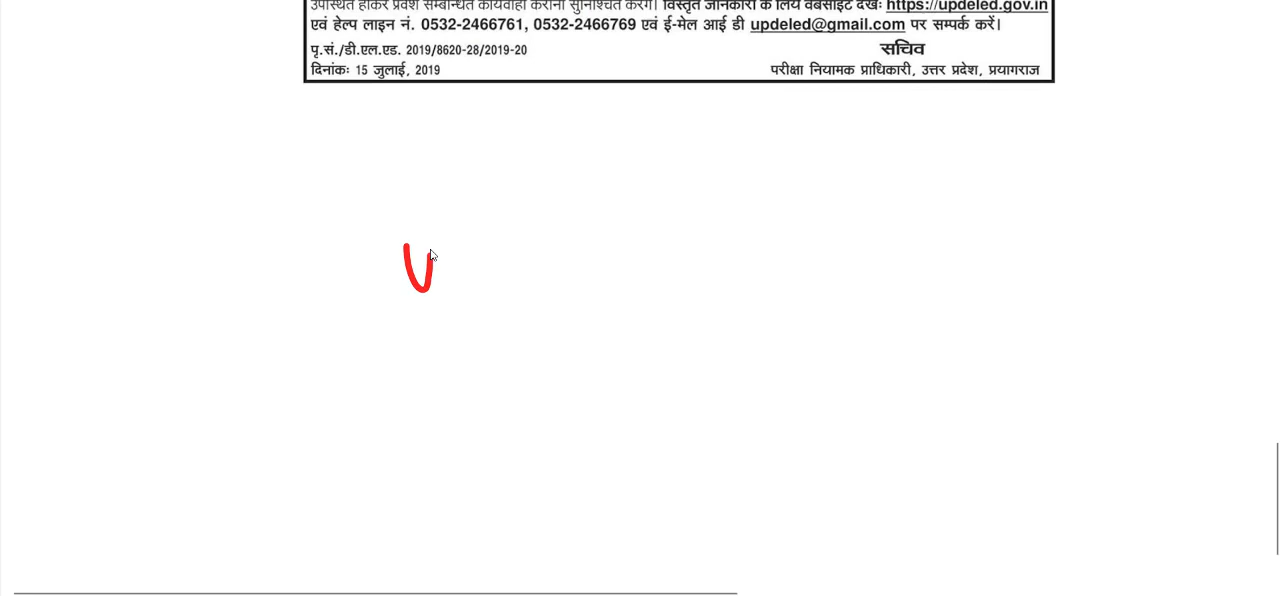 उपस्थित होकर प्रवेश सम्बन्धित कार्यवाही कराना सुनिश्चित करेंगे। विस्तृत जानकारी के लिये वेबसाइट देखेंः https://updeled.gov.in
एवं हेल्प लाइन नं. 0532-2466761, 0532-2466769 एवं ई-मेल आई डी updeled@gmail.com पर सम्पर्क करें।
पृ.सं./डी.एल.एड. 2019/8620-28/2019-20
सचिव
दिनांकः 15 जुलाई, 2019
परीक्षा नियामक प्राधिकारी, उत्तर प्रदेश, प्रयागराज